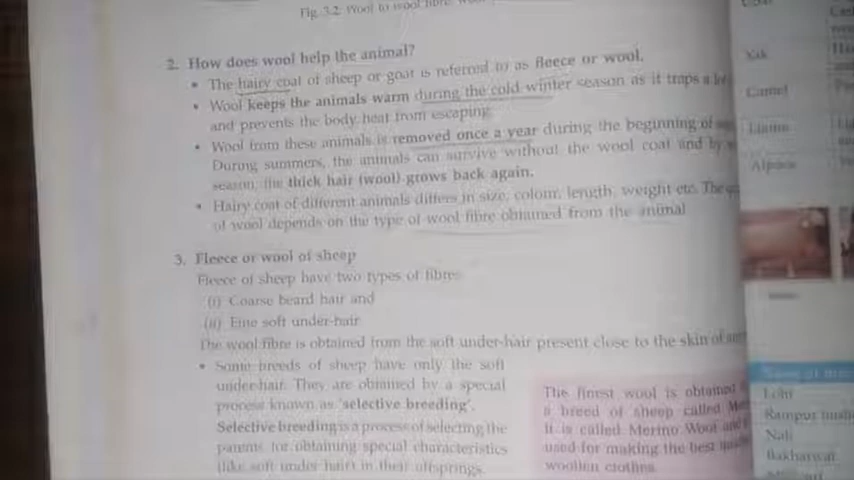 Fig. 3.2: Wool to wool fibre
2. How does wool help the animal?
• The hairy coat of sheep or goat is referred to as fleece or wool.
• Wool keeps the animals warm during the cold winter season as it traps a
and prevents the body heat from escaping.
• Wool from these animals is removed once a year during the beginning of
During summers, the animals can survive without the wool coat and by
season, the thick hair (wool) grows back again.
• Hairy coat of different animals differs in size, colour, length, weight etc. The
of wool depends on the type of wool fibre obtained from the animal
3. Fleece or wool of sheep
Fleece of sheep have two types of fibres
(i) Coarse beard hair and
(ii) Fine soft under-hair
The wool fibre is obtained from the soft under-hair present close to the skin of
• Some breeds of sheep have only the soft
under-hair. They are obtained by a special
process known as 'selective breeding'.
Selective breeding is a process of selecting the
parents for obtaining special characteristics
(like soft under hair) in their offsprings.
The finest wool is obtained
a breed of sheep called
It is called Merino Wool and
used for making the best
woollen clothes.
Yak
Camel
Llama
Alpaca
Name of
Lohi
Rampur
Nali
Bakharwal